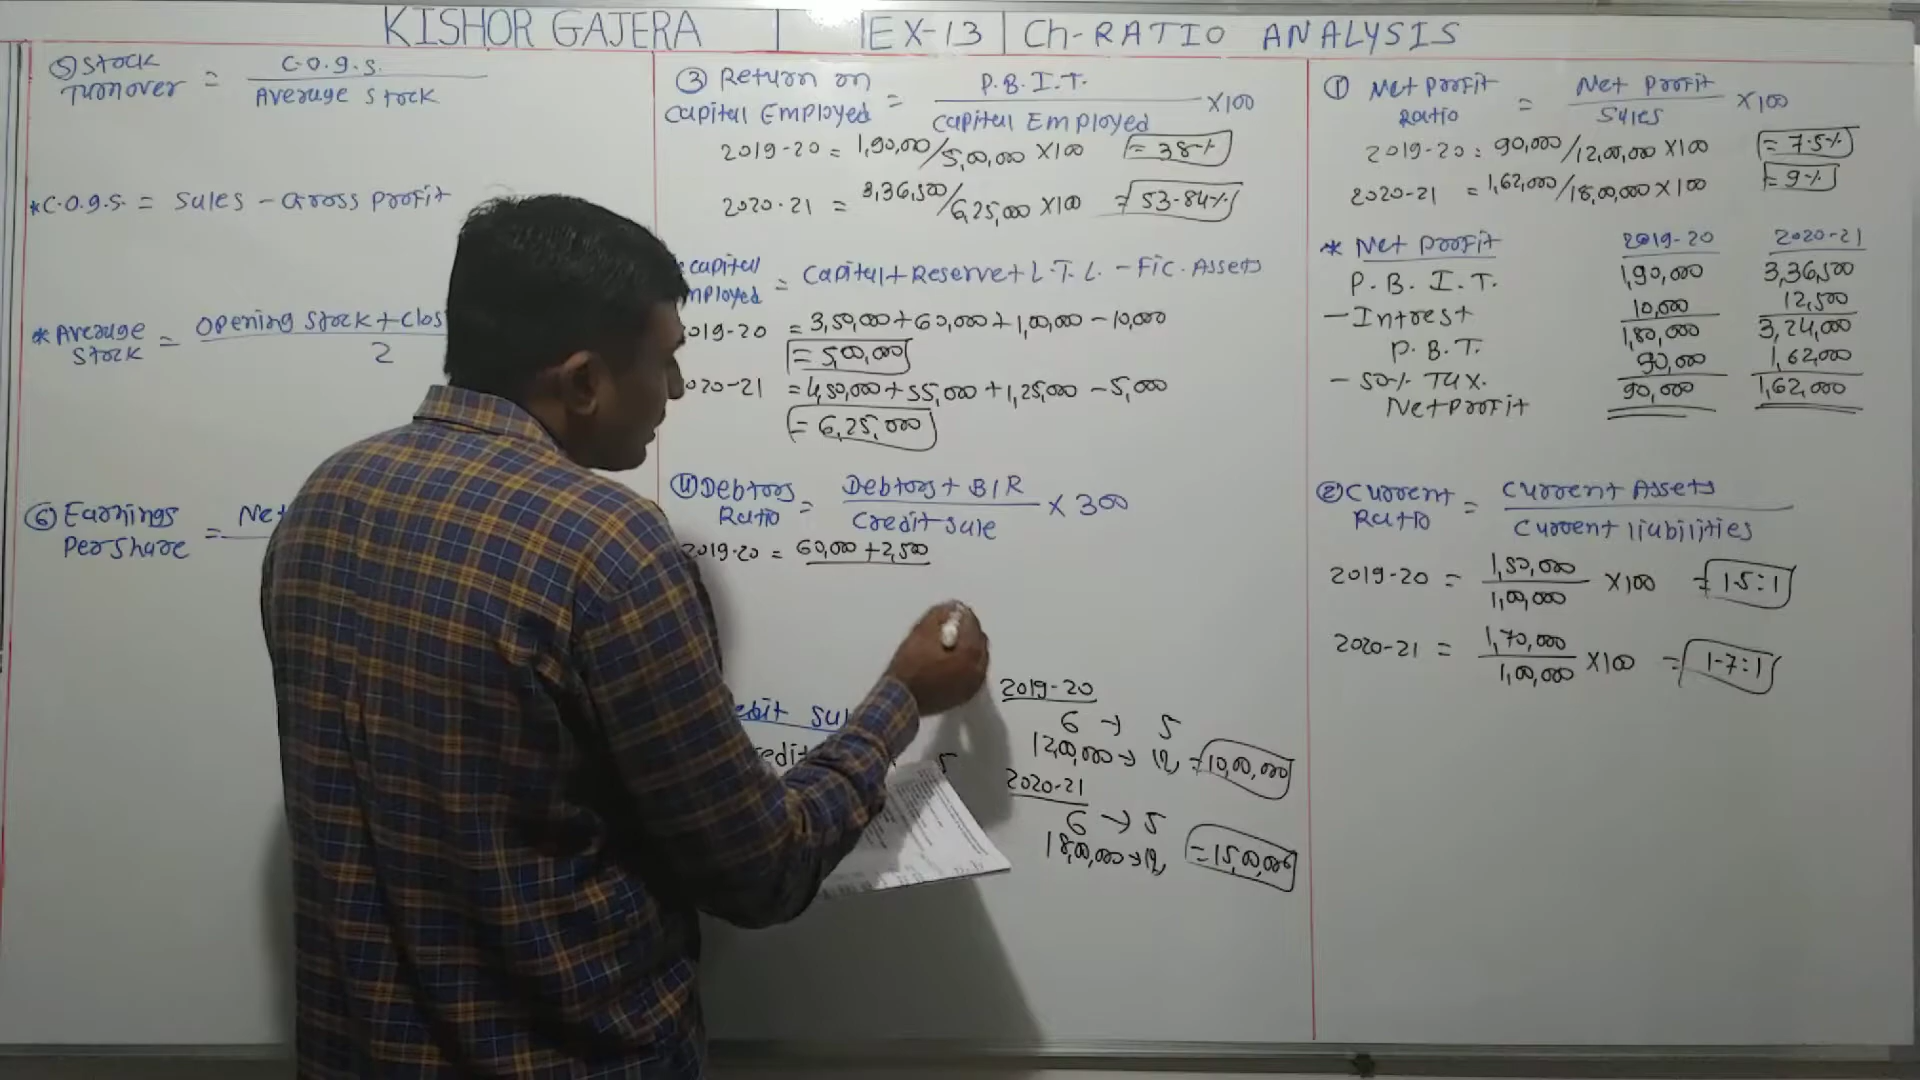 KISHOR GAJERA | EX-13 | Ch-RATIO ANALYSIS
⑤ Stock Turnover = C.O.G.S. / Average Stock
*C.O.G.S. = Sales - Gross Profit
*Average Stock = Opening Stock + Clos / 2
⑥ Earnings Per Share =
③ Return on Capital Employed = P.B.I.T. / Capital Employed ×100
2019-20 = 1,90,000/5,00,000 ×100 = 38%
2020-21 = 3,36,500/6,25,000 ×100 = 53.84%
Capital = Capital + Reserve + L.T.L. - Fic. Assets
2019-20 = 3,50,000 + 60,000 + 1,00,000 - 10,000
= 5,00,000
2020-21 = 4,50,000 + 55,000 + 1,25,000 - 5,000
= 6,25,000
④ Debtors Ratio = Debtors + B/R / Credit Sale × 300
2019-20 = 60,000 + 2,500
2019-20
6 → 5
12,00,000 → 12 = 10,00,000
2020-21
6 → 5
18,00,000 → 12 = 15,00,000
5
① Net Profit Ratio = Net Profit / Sales ×100
2019-20 = 90,000/12,00,000 ×100 = 7.5%
2020-21 = 1,62,000/18,00,000 ×100 = 9%
* Net Profit 2019-20 2020-21
P.B.I.T. 1,90,000 3,36,500
- Intrest 10,000 12,500
P.B.T. 1,80,000 3,24,000
- 50% Tax. 90,000 1,62,000
Net Profit 90,000 1,62,000
② Current Ratio = Current Assets / Current Liabilities
2019-20 = 1,50,000 / 1,00,000 ×100 = 1.5:1
2020-21 = 1,70,000 / 1,00,000 ×100 = 1.7:1